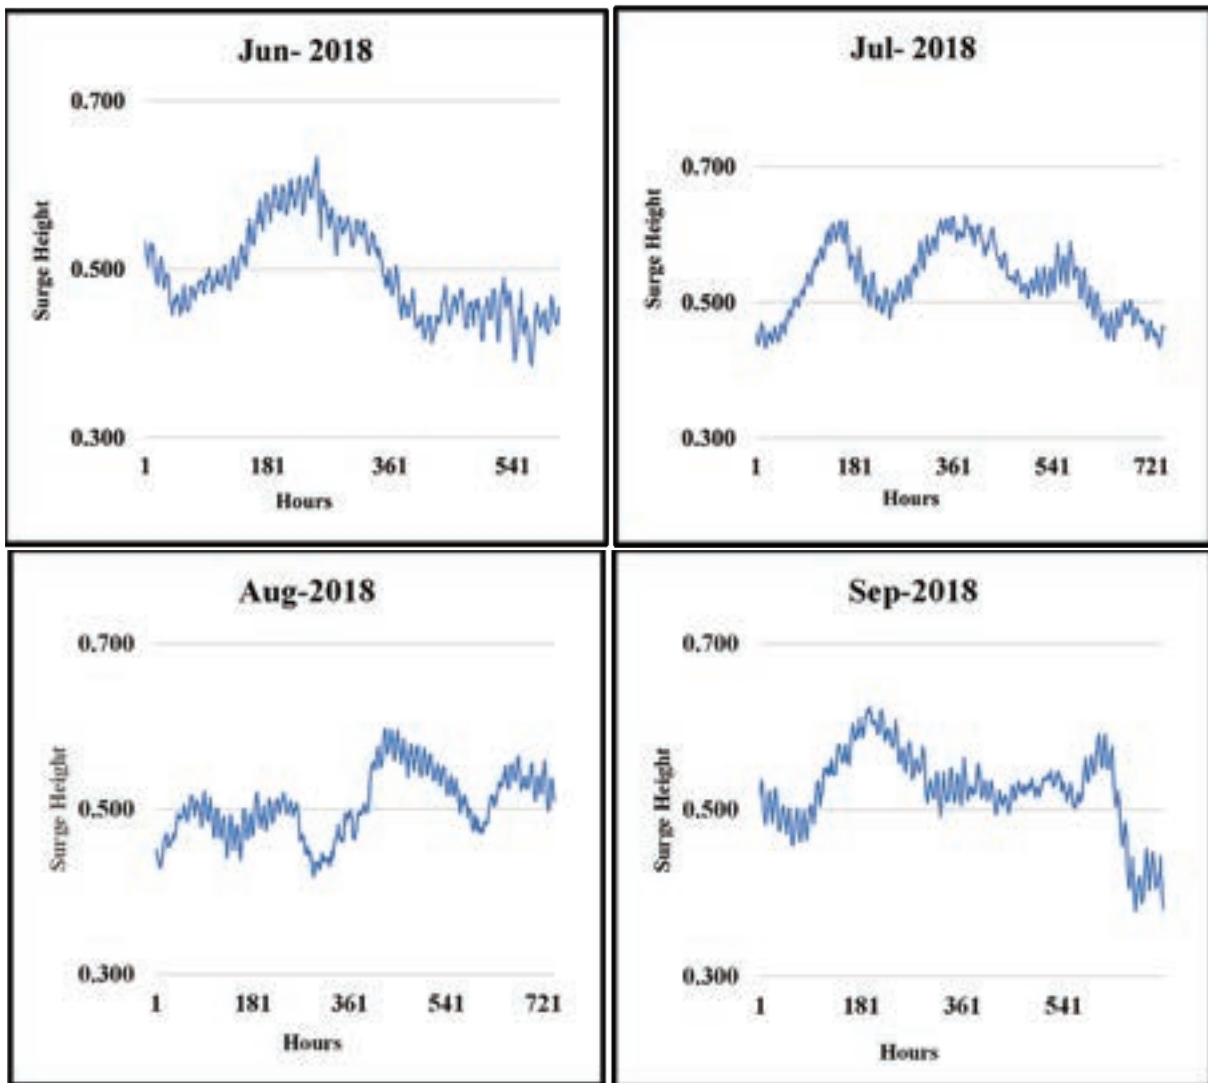 Jun- 2018
0.700
Surge Height
0.500
0.300
1 181 361 541
Hours
Jul- 2018
0.700
Surge Height
0.500
0.300
1 181 361 541 721
Hours
Aug-2018
0.700
Surge Height
0.500
0.300
1 181 361 541 721
Hours
Sep-2018
0.700
Surge Height
0.500
0.300
1 181 361 541
Hours